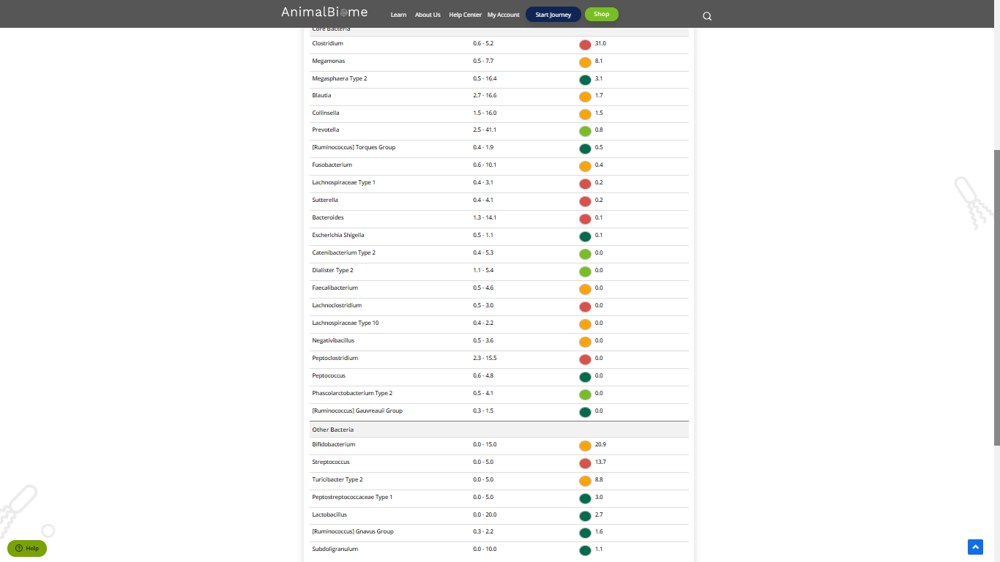 AnimalBiome
Learn About Us Help Center My Account Start Journey Shop
Core Bacteria
Clostridium 0.6 - 5.2 31.0
Megamonas 0.5 - 7.7 8.1
Megasphaera Type 2 0.5 - 16.4 3.1
Blautia 2.7 - 16.6 1.7
Collinsella 1.5 - 16.0 1.5
Prevotella 2.5 - 41.1 0.8
[Ruminococcus] Torques Group 0.4 - 1.9 0.5
Fusobacterium 0.6 - 10.1 0.4
Lachnospiraceae Type 1 0.4 - 3.1 0.2
Sutterella 0.4 - 4.1 0.2
Bacteroides 1.3 - 14.1 0.1
Escherichia Shigella 0.5 - 1.1 0.1
Catenibacterium Type 2 0.4 - 5.3 0.0
Dialister Type 2 1.1 - 5.4 0.0
Faecalibacterium 0.5 - 4.6 0.0
Lachnoclostridium 0.5 - 3.0 0.0
Lachnospiraceae Type 10 0.4 - 2.2 0.0
Negativibacillus 0.5 - 3.6 0.0
Peptoclostridium 2.3 - 15.5 0.0
Peptococcus 0.6 - 4.8 0.0
Phascolarctobacterium Type 2 0.5 - 4.1 0.0
[Ruminococcus] Gauvreauii Group 0.3 - 1.5 0.0
Other Bacteria
Bifidobacterium 0.0 - 15.0 20.9
Streptococcus 0.0 - 5.0 13.7
Turicibacter Type 2 0.0 - 5.0 8.8
Peptostreptococcaceae Type 1 0.0 - 5.0 3.0
Lactobacillus 0.0 - 20.0 2.7
[Ruminococcus] Gnavus Group 0.3 - 2.2 1.6
Subdoligranulum 0.0 - 10.0 1.1
Help